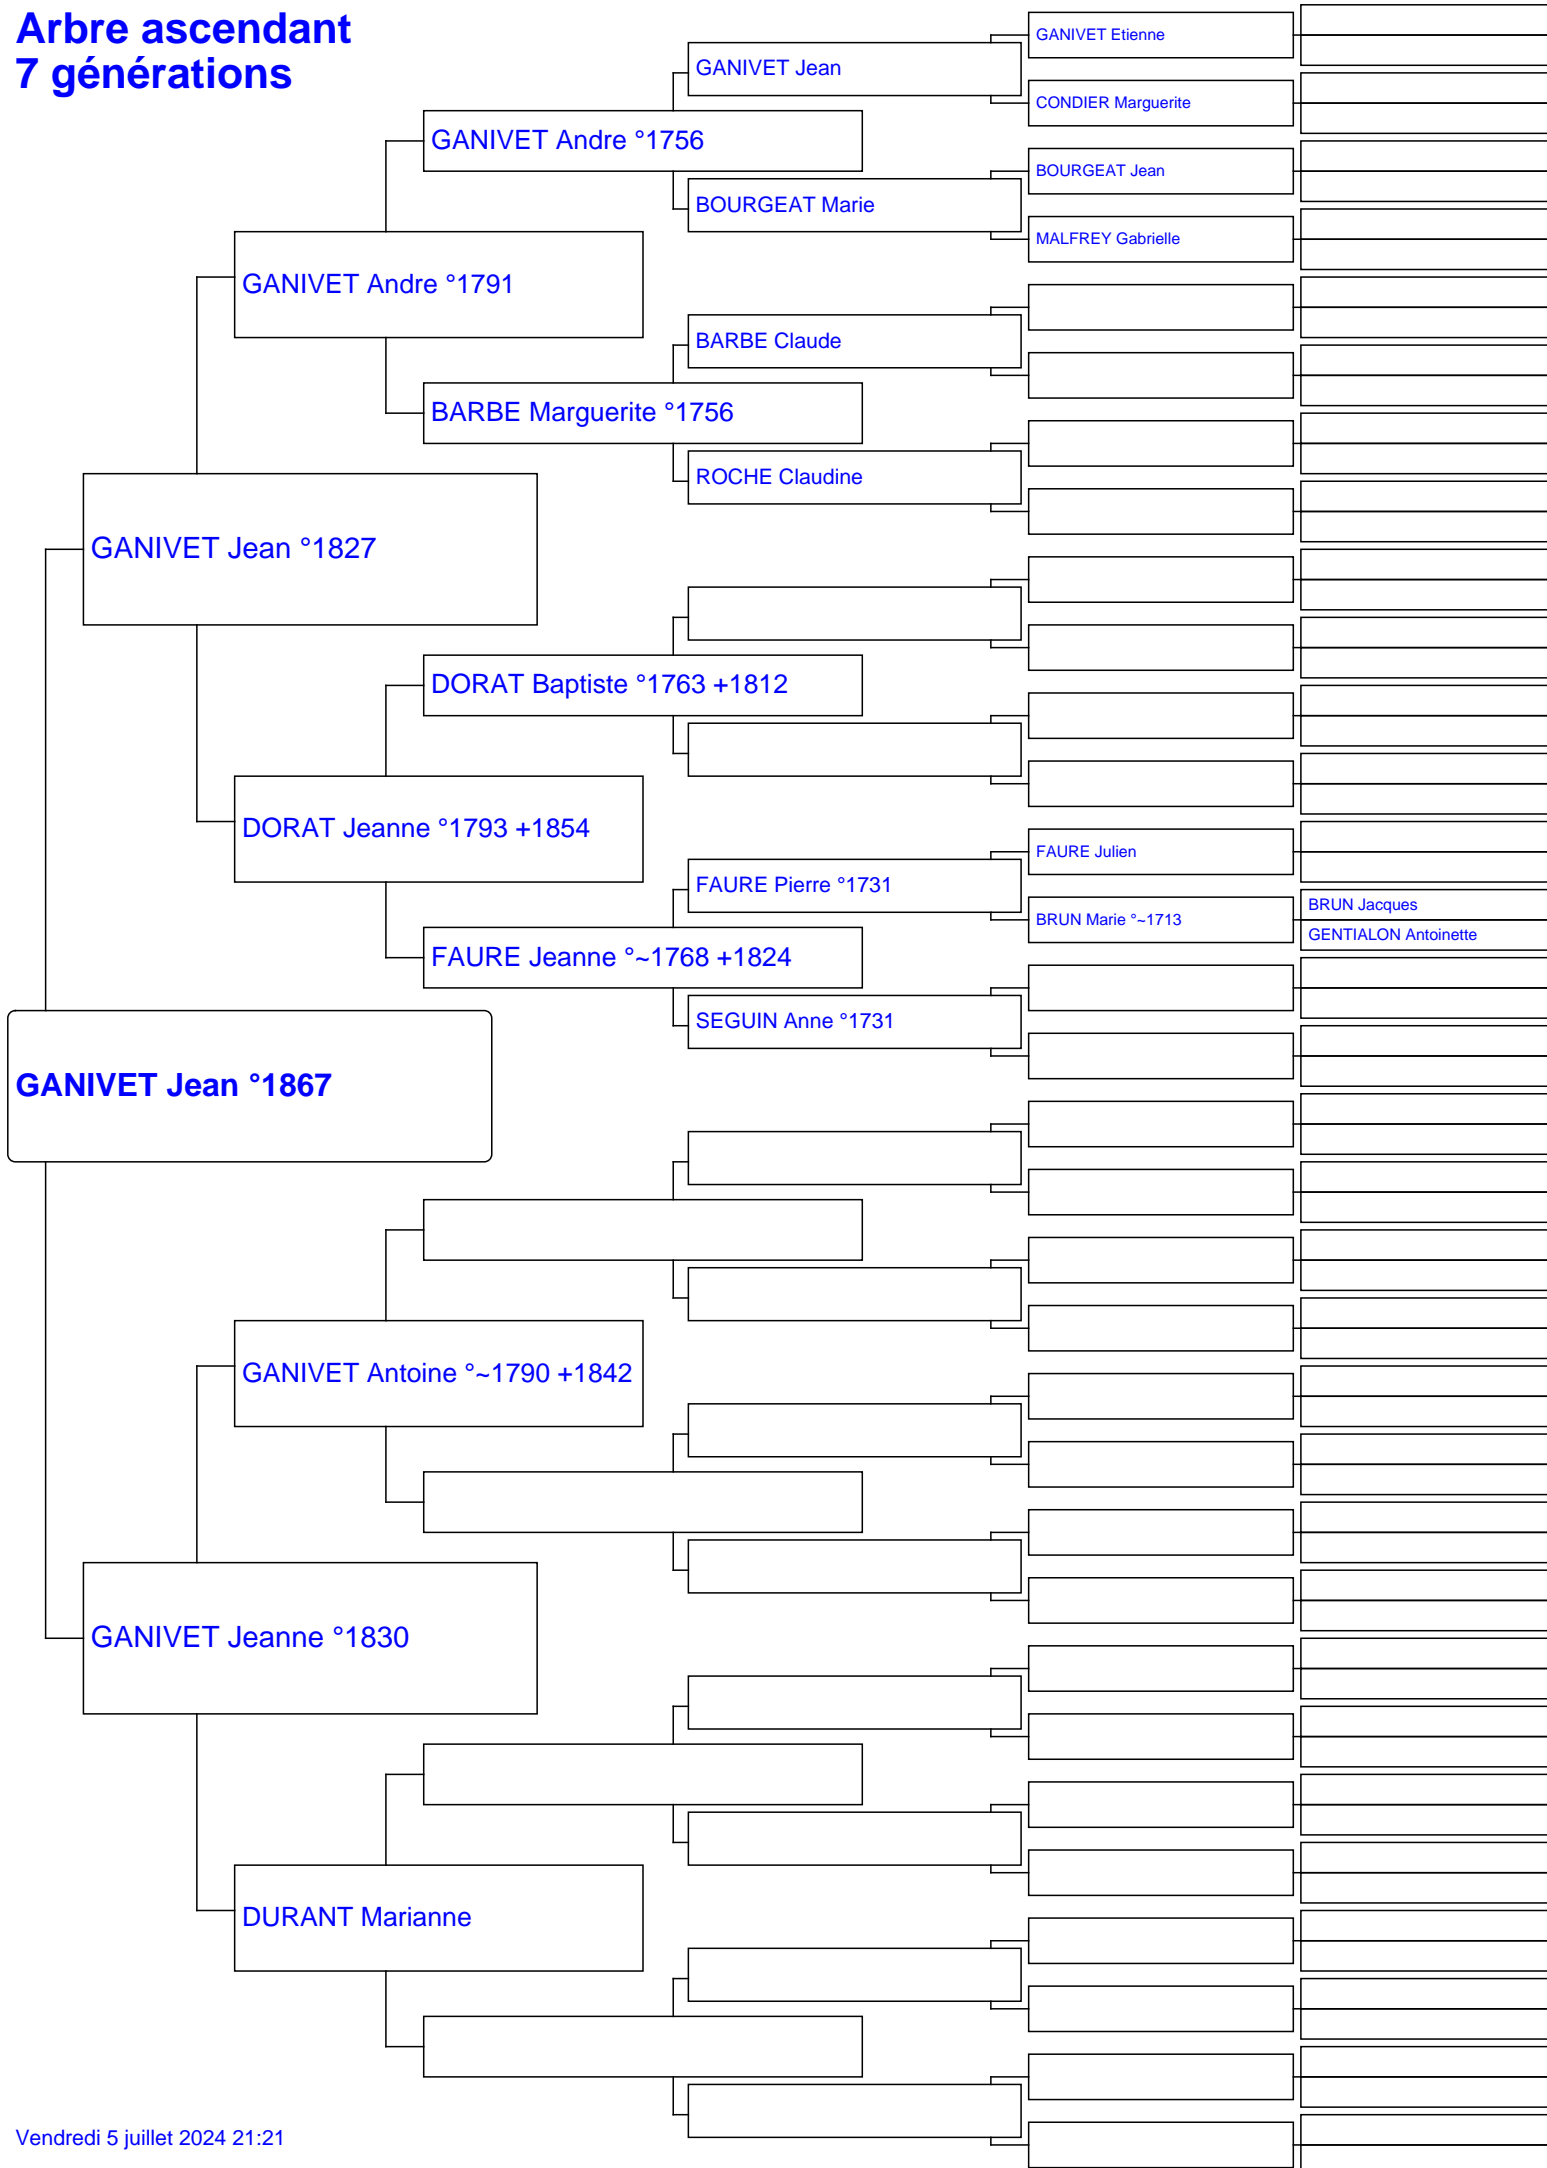 Arbre ascendant
7 générations
GANIVET Etienne
GANIVET Jean
CONDIER Marguerite
GANIVET Andre °1756
BOURGEAT Jean
BOURGEAT Marie
MALFREY Gabrielle
GANIVET Andre °1791
BARBE Claude
BARBE Marguerite °1756
ROCHE Claudine
GANIVET Jean °1827
DORAT Baptiste °1763 +1812
DORAT Jeanne °1793 +1854
FAURE Julien
FAURE Pierre °1731
BRUN Jacques
BRUN Marie °~1713
GENTIALON Antoinette
FAURE Jeanne °~1768 +1824
SEGUIN Anne °1731
GANIVET Jean °1867
GANIVET Antoine °~1790 +1842
GANIVET Jeanne °1830
DURANT Marianne
Vendredi 5 juillet 2024 21:21